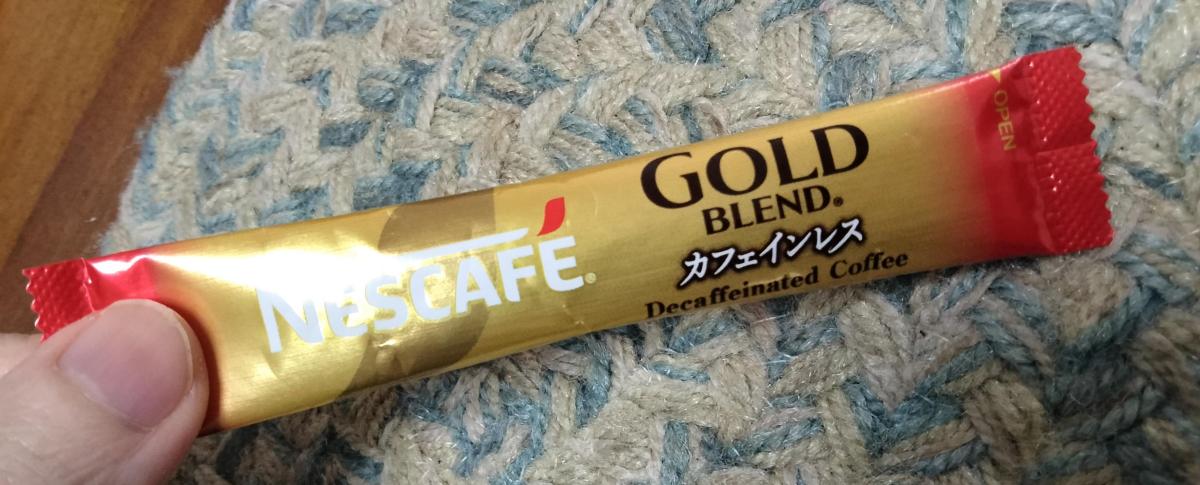 NESCAFÉ®
GOLD
BLEND®
カフェインレス
Decaffeinated Coffee
OPEN